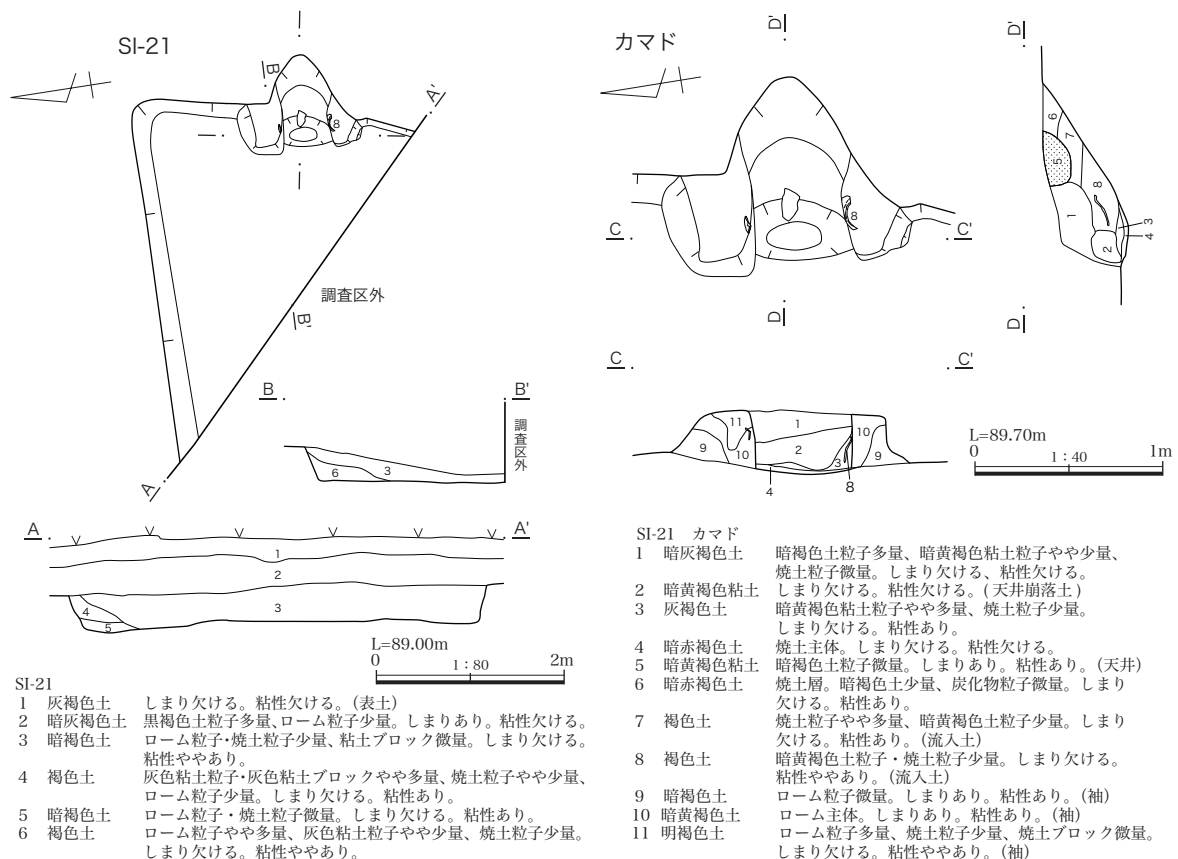 SI-21
B
A'
8
調査区外
B'
A
B
B'
調査区外
6
3
A
A'
1
2
3
4
5
L=89.00m
0
1：80
2m
カマド
D'
8
C
C'
D
D'
6
7
5
8
1
2
3
4
D
C
C'
11
1
10
9
10
2
3
9
4
8
L=89.70m
0
1：40
1m
SI-21
1 灰褐色土 しまり欠ける。粘性欠ける。(表土)
2 暗灰褐色土 黒褐色土粒子多量、ローム粒子少量。しまりあり。粘性欠ける。
3 暗褐色土 ローム粒子・焼土粒子少量、粘土ブロック微量。しまり欠ける。
粘性ややあり。
4 褐色土 灰色粘土粒子・灰色粘土ブロックやや多量、焼土粒子やや少量、
ローム粒子少量。しまり欠ける。粘性あり。
5 暗褐色土 ローム粒子・焼土粒子微量。しまり欠ける。粘性あり。
6 褐色土 ローム粒子やや多量、灰色粘土粒子やや少量、焼土粒子少量。
しまり欠ける。粘性ややあり。
SI-21 カマド
1 暗灰褐色土 暗褐色土粒子多量、暗黄褐色粘土粒子やや少量、
焼土粒子微量。しまり欠ける、粘性欠ける。
2 暗黄褐色粘土 しまり欠ける。粘性欠ける。(天井崩落土)
3 灰褐色土 暗黄褐色粘土粒子やや多量、焼土粒子少量。
しまり欠ける。粘性あり。
4 暗赤褐色土 焼土主体。しまり欠ける。粘性欠ける。
5 暗黄褐色粘土 暗褐色土粒子微量。しまりあり。粘性あり。(天井)
6 暗赤褐色土 焼土層。暗褐色土少量、炭化物粒子微量。しまり
欠ける。粘性あり。
7 褐色土 焼土粒子やや多量、暗黄褐色土粒子少量。しまり
欠ける。粘性あり。(流入土)
8 褐色土 暗黄褐色土粒子・焼土粒子少量。しまり欠ける。
粘性ややあり。(流入土)
9 暗褐色土 ローム粒子微量。しまりあり。粘性あり。(袖)
10 暗黄褐色土 ローム主体。しまりあり。粘性あり。(袖)
11 明褐色土 ローム粒子多量、焼土粒子少量、焼土ブロック微量。
しまり欠ける。粘性ややあり。(袖)